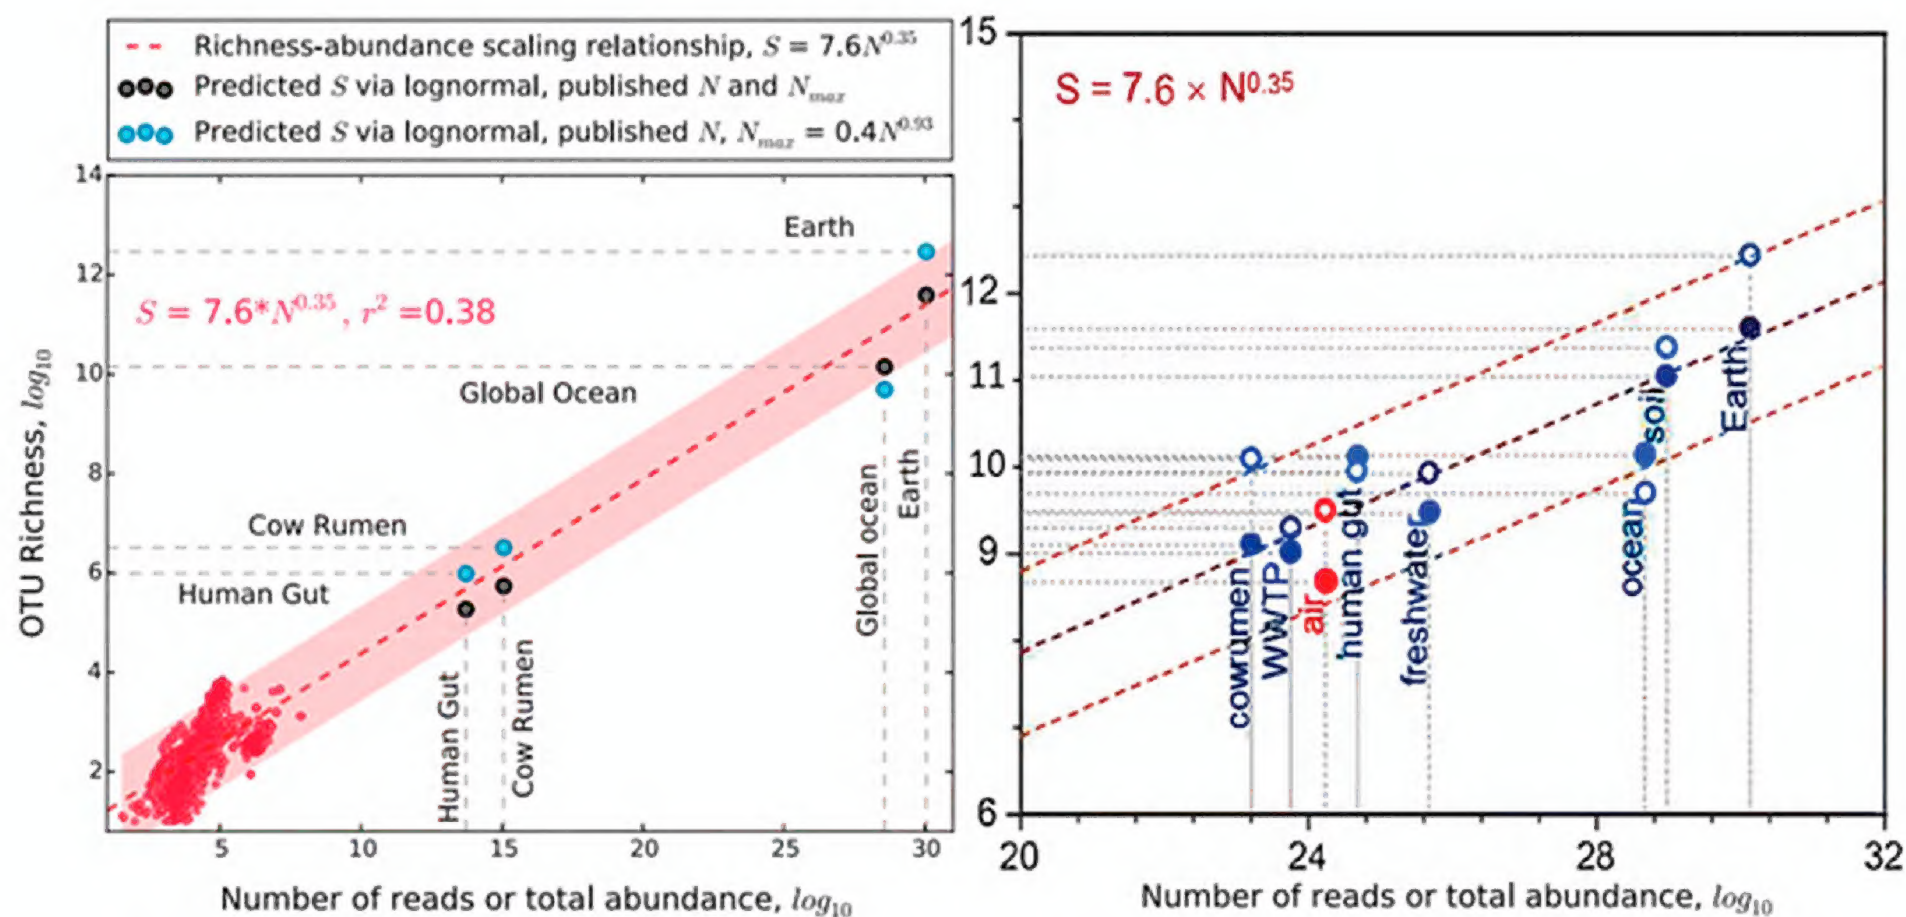 Richness-abundance scaling relationship, S = 7.6N^0.35
Predicted S via lognormal, published N and N_max
Predicted S via lognormal, published N, N_max = 0.4N^0.93
14
12
10
8
6
4
2
5
10
15
20
25
30
OTU Richness, log_10
Number of reads or total abundance, log_10
S = 7.6*N^0.35, r^2 =0.38
Earth
Global Ocean
Cow Rumen
Human Gut
Human Gut
Cow Rumen
Global ocean
Earth
15
12
11
10
9
6
20
24
28
32
S = 7.6 × N^0.35
cowrumen
WWTP
air
human gut
freshwater
ocean
soil
Earth
Number of reads or total abundance, log_10